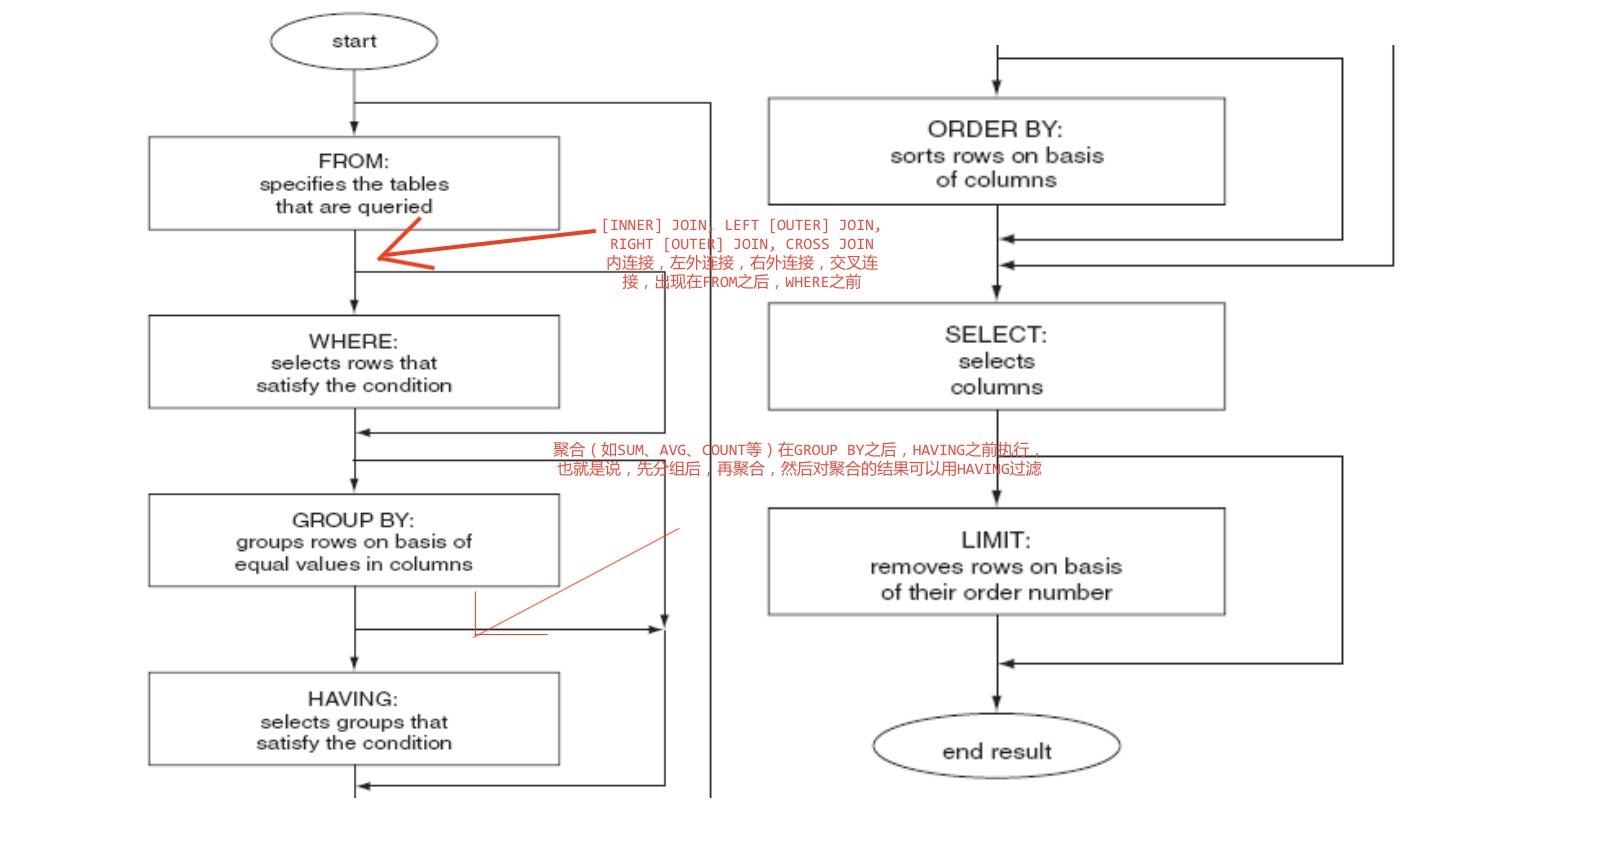 start
FROM:
specifies the tables
that are queried
[INNER] JOIN, LEFT [OUTER] JOIN,
RIGHT [OUTER] JOIN, CROSS JOIN
内连接，左外连接，右外连接，交叉连
接，出现在FROM之后，WHERE之前
WHERE:
selects rows that
satisfy the condition
聚合（如SUM、AVG、COUNT等）在GROUP BY之后，HAVING之前执行，
也就是说，先分组后，再聚合，然后对聚合的结果可以用HAVING过滤
GROUP BY:
groups rows on basis of
equal values in columns
HAVING:
selects groups that
satisfy the condition
ORDER BY:
sorts rows on basis
of columns
SELECT:
selects
columns
LIMIT:
removes rows on basis
of their order number
end result